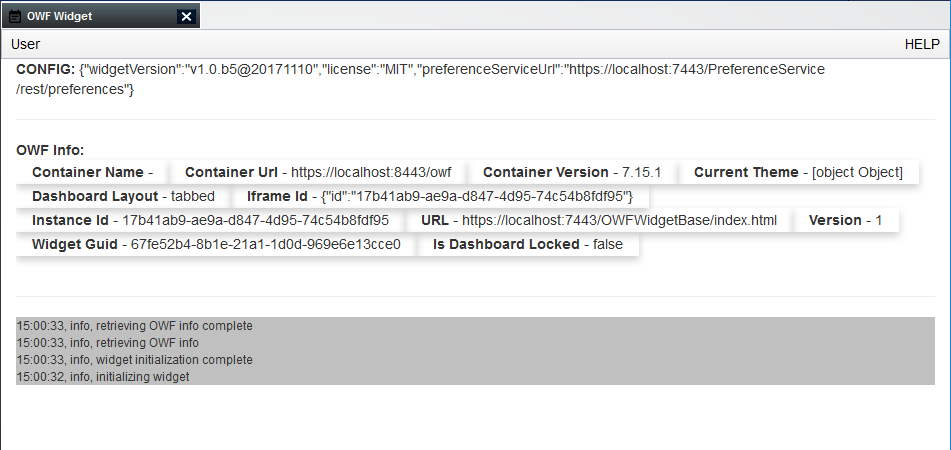 OWF Widget
User HELP
CONFIG: {"widgetVersion":"v1.0.b5@20171110","license":"MIT","preferenceServiceUrl":"https://localhost:7443/PreferenceService
/rest/preferences"}
OWF Info:
Container Name - Container Url - https://localhost:8443/owf Container Version - 7.15.1 Current Theme - [object Object]
Dashboard Layout - tabbed Iframe Id - {"id":"17b41ab9-ae9a-d847-4d95-74c54b8fdf95"}
Instance Id - 17b41ab9-ae9a-d847-4d95-74c54b8fdf95 URL - https://localhost:7443/OWFWidgetBase/index.html Version - 1
Widget Guid - 67fe52b4-8b1e-21a1-1d0d-969e6e13cce0 Is Dashboard Locked - false
15:00:33, info, retrieving OWF info complete
15:00:33, info, retrieving OWF info
15:00:33, info, widget initialization complete
15:00:32, info, initializing widget